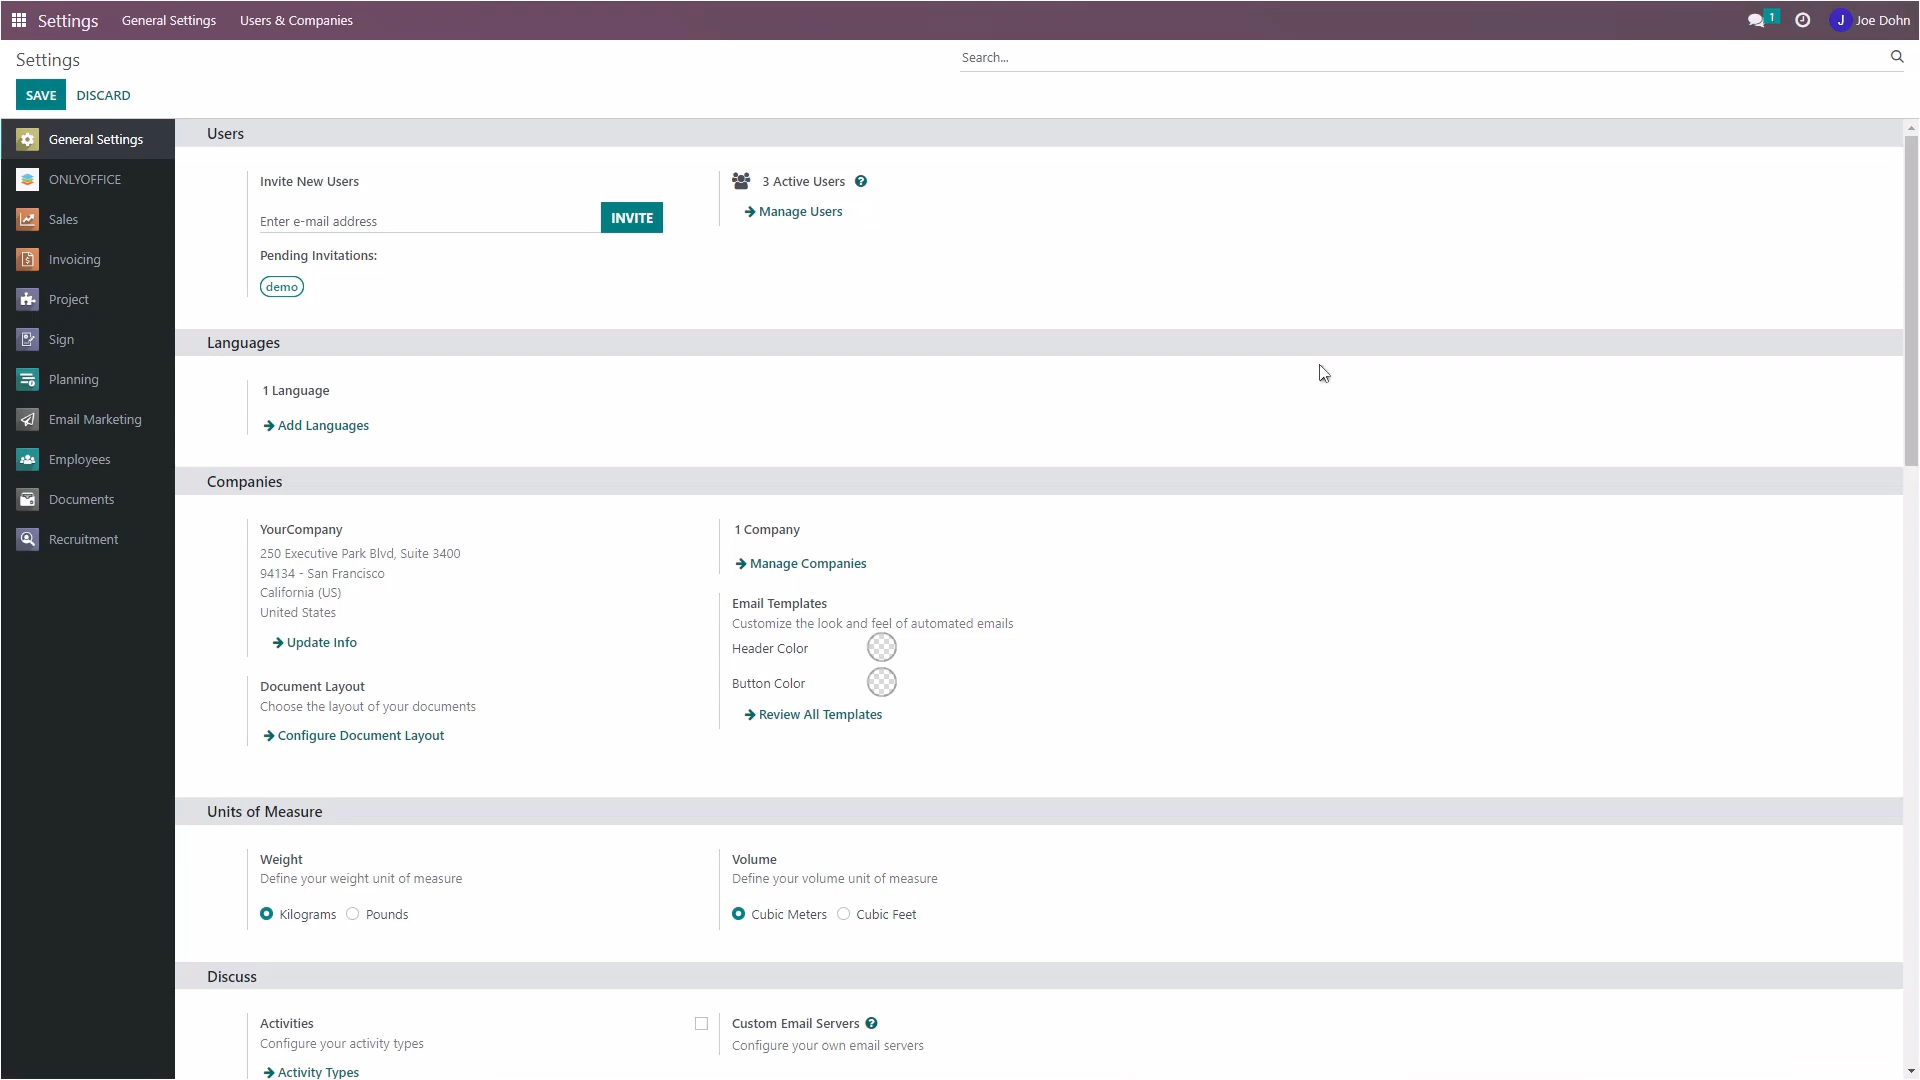 Settings General Settings Users & Companies 1 J Joe Dohn
Settings
Search...
SAVE DISCARD
General Settings
ONLYOFFICE
Sales
Invoicing
Project
Sign
Planning
Email Marketing
Employees
Documents
Recruitment
Users
Invite New Users
Enter e-mail address INVITE
Pending Invitations:
demo
3 Active Users ?
Manage Users
Languages
1 Language
Add Languages
Companies
YourCompany
250 Executive Park Blvd, Suite 3400
94134 - San Francisco
California (US)
United States
Update Info
Document Layout
Choose the layout of your documents
Configure Document Layout
1 Company
Manage Companies
Email Templates
Customize the look and feel of automated emails
Header Color
Button Color
Review All Templates
Units of Measure
Weight
Define your weight unit of measure
Kilograms Pounds
Volume
Define your volume unit of measure
Cubic Meters Cubic Feet
Discuss
Activities
Configure your activity types
Activity Types
Custom Email Servers ?
Configure your own email servers